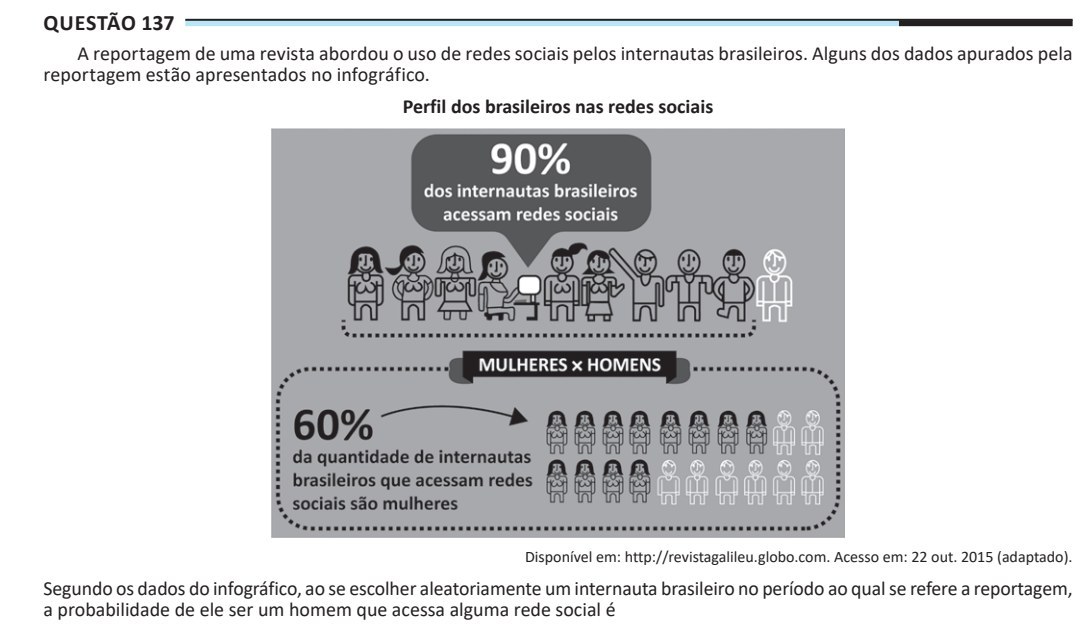 QUESTÃO 137
A reportagem de uma revista abordou o uso de redes sociais pelos internautas brasileiros. Alguns dos dados apurados pela
reportagem estão apresentados no infográfico.
Perfil dos brasileiros nas redes sociais
90%
dos internautas brasileiros
acessam redes sociais
MULHERES × HOMENS
60%
da quantidade de internautas
brasileiros que acessam redes
sociais são mulheres
Disponível em: http://revistagalileu.globo.com. Acesso em: 22 out. 2015 (adaptado).
Segundo os dados do infográfico, ao se escolher aleatoriamente um internauta brasileiro no período ao qual se refere a reportagem,
a probabilidade de ele ser um homem que acessa alguma rede social é